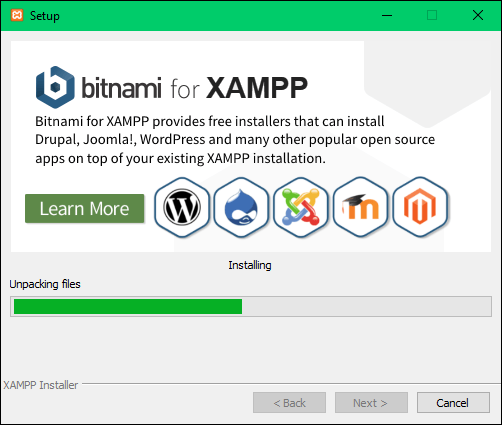 Setup
bitnami for XAMPP
Bitnami for XAMPP provides free installers that can install
Drupal, Joomla!, WordPress and many other popular open source
apps on top of your existing XAMPP installation.
Learn More
Installing
Unpacking files
XAMPP Installer
< Back
Next >
Cancel